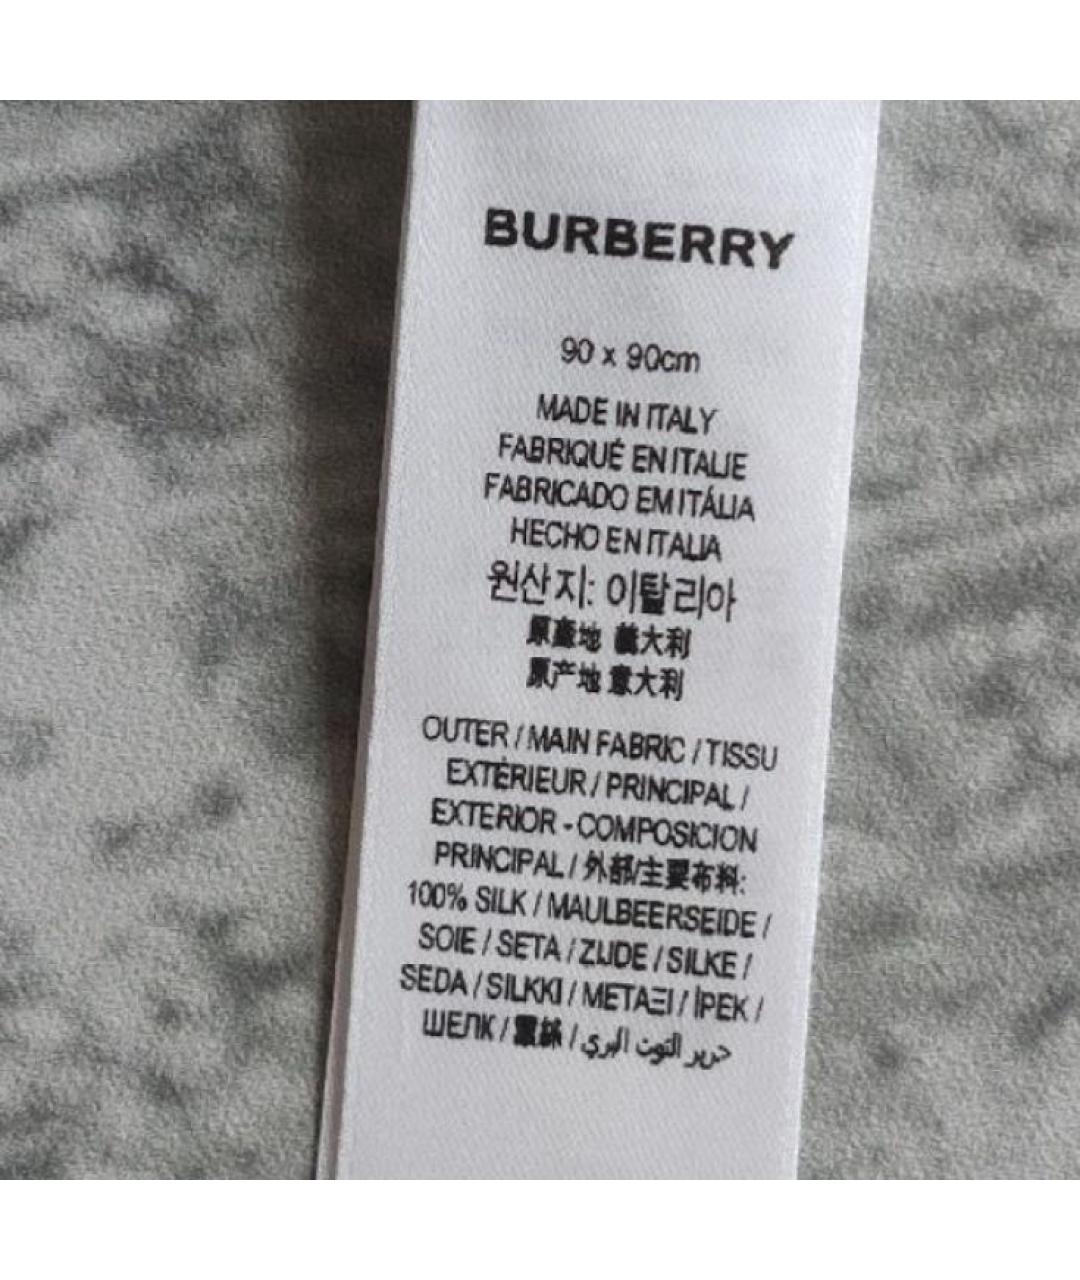 BURBERRY
90 x 90cm
MADE IN ITALY
FABRIQUÉ EN ITALIE
FABRICADO EM ITÁLIA
HECHO EN ITALIA
원산지: 이탈리아
原產地 義大利
原产地 意大利
OUTER / MAIN FABRIC / TISSU
EXTÉRIEUR / PRINCIPAL /
EXTERIOR - COMPOSICION
PRINCIPAL / 外部/主要布料:
100% SILK / MAULBEERSEIDE /
SOIE / SETA / ZIJDE / SILKE /
SEDA / SILKKI / ΜΕΤΑΞΙ / İPEK /
ШЕЛК / 蠶絲 / حرير التوت البري